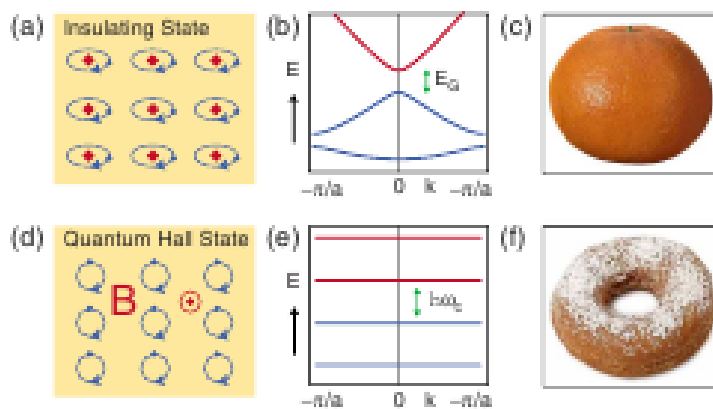 (a) Insulating State
(b)
E
E_G
−π/a 0 k −π/a
(c)
(d) Quantum Hall State
B
(e)
E
ħω_c
−π/a 0 k −π/a
(f)